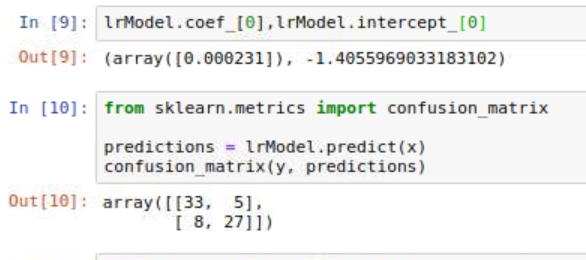 In [9]: lrModel.coef_[0],lrModel.intercept_[0]
Out[9]: (array([0.000231]), -1.4055969033183102)
In [10]: from sklearn.metrics import confusion_matrix
predictions = lrModel.predict(x)
confusion_matrix(y, predictions)
Out[10]: array([[33, 5],
[ 8, 27]])